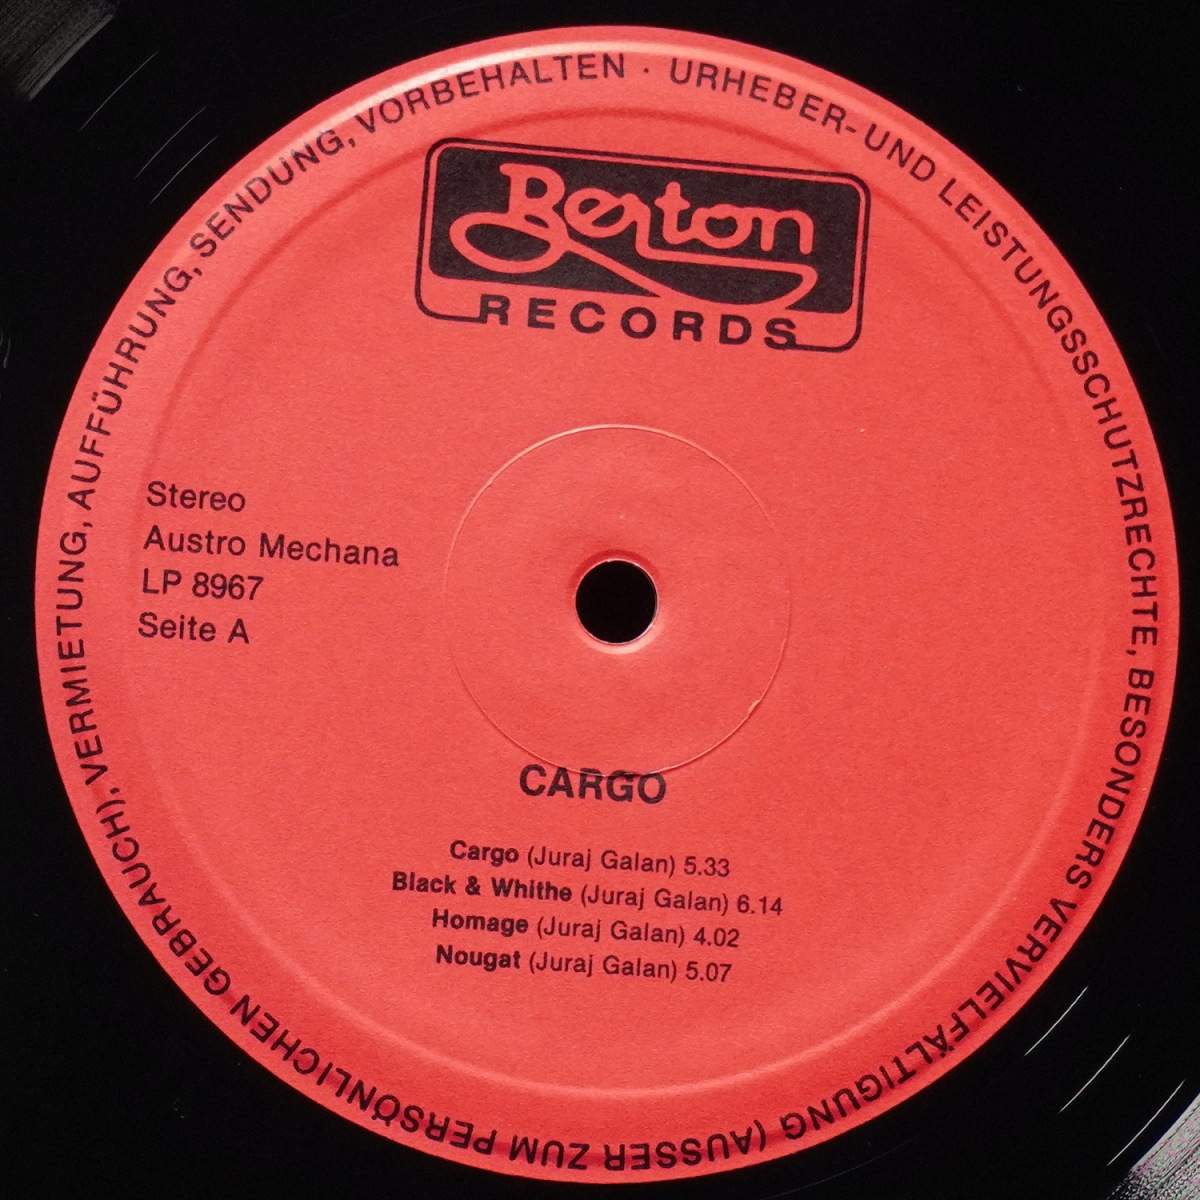 URHEBER- UND LEISTUNGSSCHUTZRECHTE, BESONDERS VERVIELFÄLTIGUNG (AUSSER ZUM PERSÖNLICHEN GEBRAUCH), VERMIETUNG, AUFFÜHRUNG, SENDUNG, VORBEHALTEN ·
Berton
RECORDS
Stereo
Austro Mechana
LP 8967
Seite A
CARGO
Cargo (Juraj Galan) 5.33
Black & Whithe (Juraj Galan) 6.14
Homage (Juraj Galan) 4.02
Nougat (Juraj Galan) 5.07